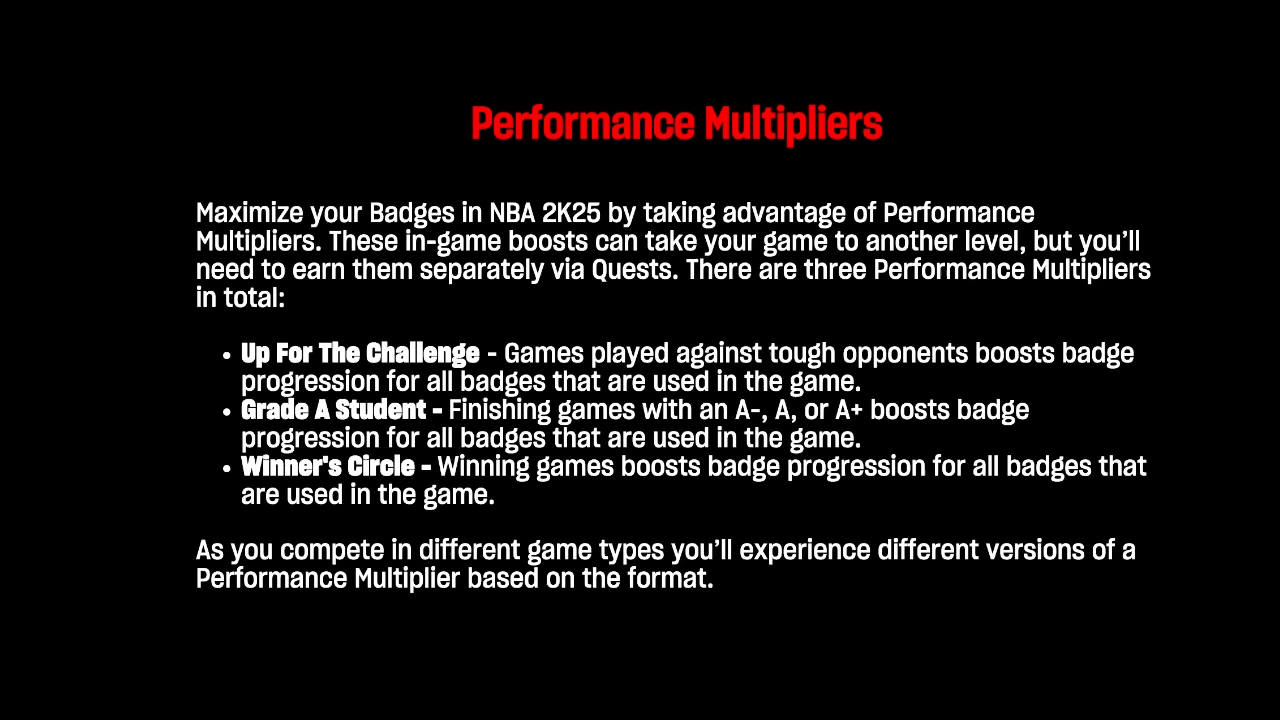 Performance Multipliers
Maximize your Badges in NBA 2K25 by taking advantage of Performance
Multipliers. These in-game boosts can take your game to another level, but you’ll
need to earn them separately via Quests. There are three Performance Multipliers
in total:
• Up For The Challenge - Games played against tough opponents boosts badge
progression for all badges that are used in the game.
• Grade A Student - Finishing games with an A-, A, or A+ boosts badge
progression for all badges that are used in the game.
• Winner's Circle - Winning games boosts badge progression for all badges that
are used in the game.
As you compete in different game types you’ll experience different versions of a
Performance Multiplier based on the format.